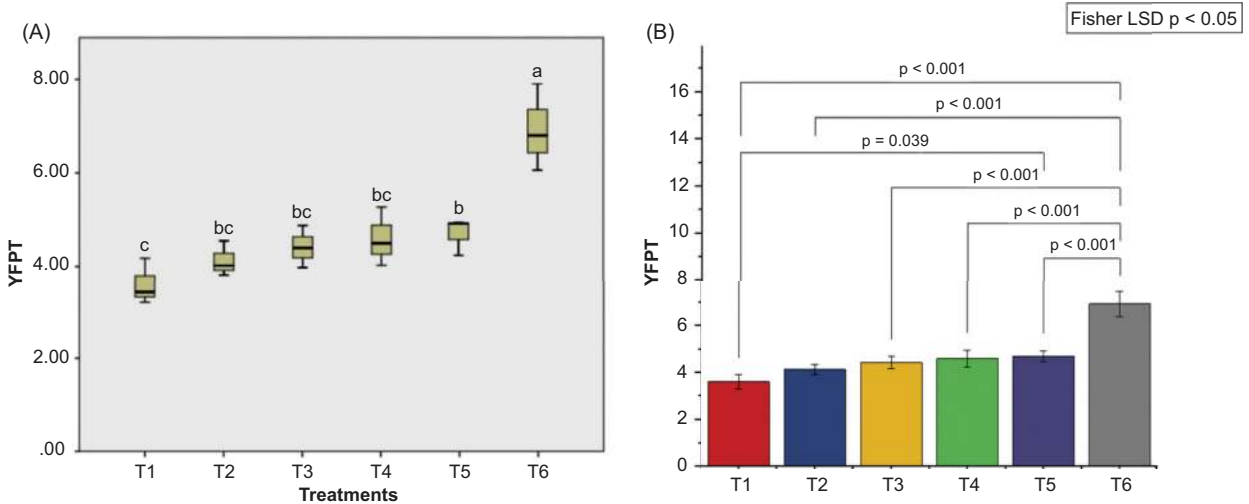 (A)
YFPT
8.00
6.00
4.00
2.00
.00
c
bc
bc
bc
b
a
T1 T2 T3 T4 T5 T6
Treatments
(B)
Fisher LSD p < 0.05
YFPT
16
14
12
10
8
6
4
2
0
p < 0.001
p < 0.001
p = 0.039
p < 0.001
p < 0.001
p < 0.001
T1 T2 T3 T4 T5 T6